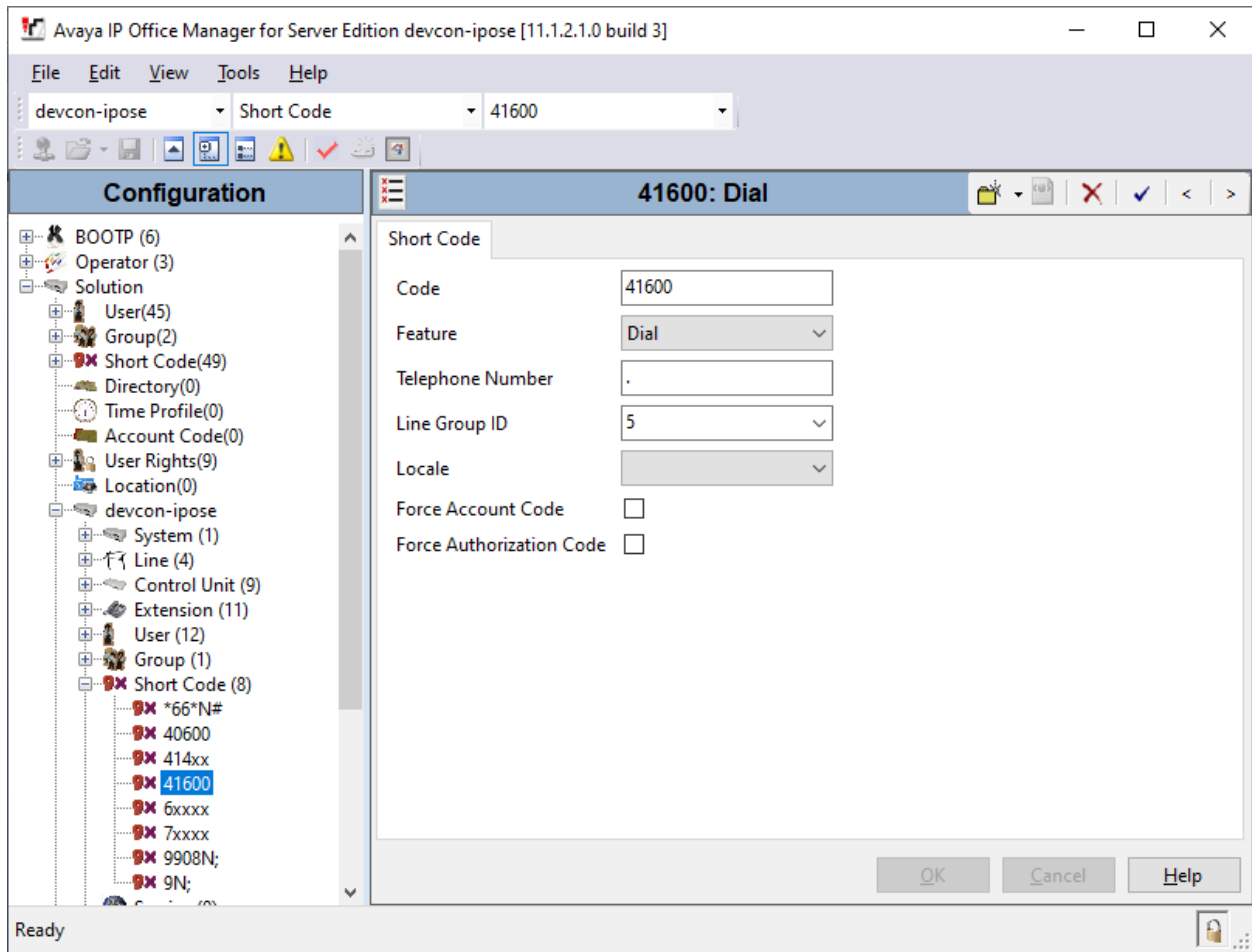 Avaya IP Office Manager for Server Edition devcon-ipose [11.1.2.1.0 build 3]
File Edit View Tools Help
devcon-ipose Short Code 41600
Configuration
BOOTP (6)
Operator (3)
Solution
User(45)
Group(2)
Short Code(49)
Directory(0)
Time Profile(0)
Account Code(0)
User Rights(9)
Location(0)
devcon-ipose
System (1)
Line (4)
Control Unit (9)
Extension (11)
User (12)
Group (1)
Short Code (8)
*66*N#
40600
414xx
41600
6xxxx
7xxxx
9908N;
9N;
41600: Dial
< >
Short Code
Code 41600
Feature Dial
Telephone Number .
Line Group ID 5
Locale
Force Account Code
Force Authorization Code
OK Cancel Help
Ready